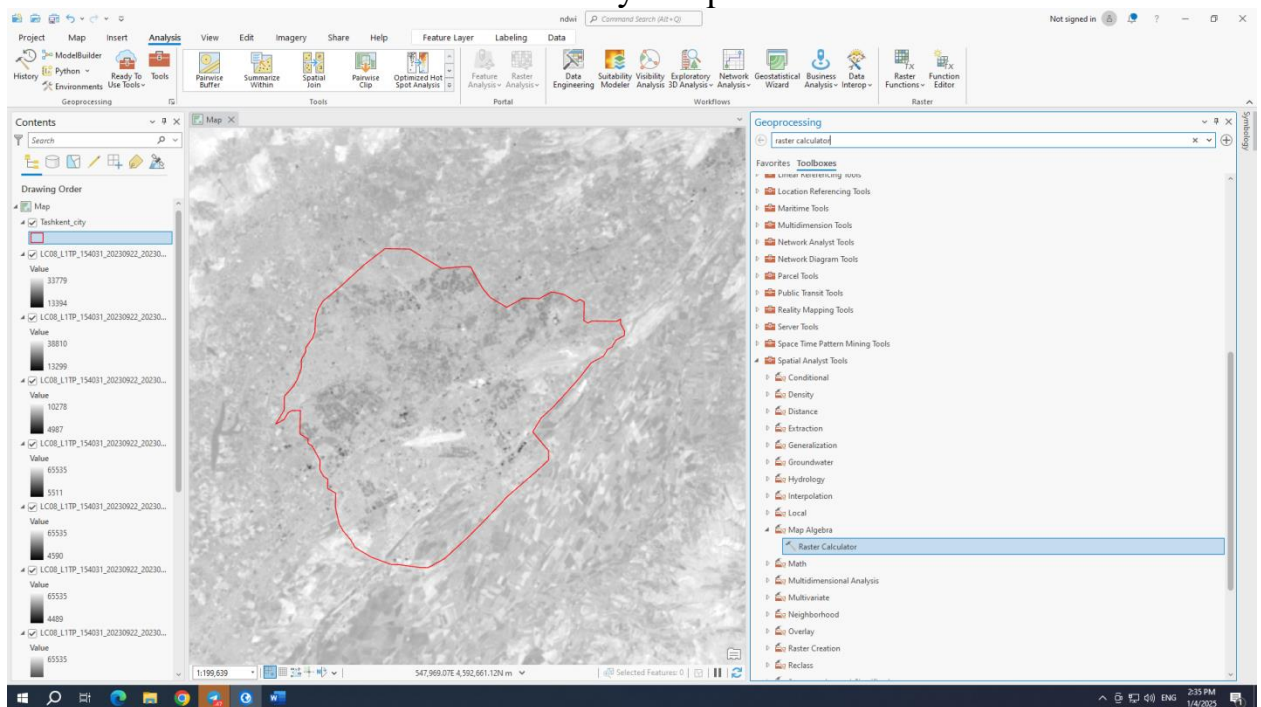 ndwi
Command Search (Alt+Q)
Not signed in
?
Project Map Insert Analysis View Edit Imagery Share Help Feature Layer Labeling Data
History
ModelBuilder
Python
Environments
Ready To Use Tools
Tools
Geoprocessing
Pairwise Buffer
Summarize Within
Spatial Join
Pairwise Clip
Optimized Hot Spot Analysis
Tools
Feature Analysis
Raster Analysis
Portal
Data Engineering
Suitability Modeler
Visibility Analysis
Exploratory 3D Analysis
Network Analysis
Geostatistical Wizard
Business Analysis
Data Interop
Workflows
Raster Functions
Function Editor
Raster
Contents
Search
Drawing Order
Map
Tashkent_city
LC08_L1TP_154031_20230922_20230...
Value
33779
13394
LC08_L1TP_154031_20230922_20230...
Value
38810
13299
LC08_L1TP_154031_20230922_20230...
Value
10278
4987
LC08_L1TP_154031_20230922_20230...
Value
65535
5511
LC08_L1TP_154031_20230922_20230...
Value
65535
4590
LC08_L1TP_154031_20230922_20230...
Value
65535
4489
LC08_L1TP_154031_20230922_20230...
Value
65535
Map
1:199,639
547,969.07E 4,592,661.12N m
Selected Features: 0
Geoprocessing
raster calculator
Favorites Toolboxes
Linear Referencing Tools
Location Referencing Tools
Maritime Tools
Multidimension Tools
Network Analyst Tools
Network Diagram Tools
Parcel Tools
Public Transit Tools
Reality Mapping Tools
Server Tools
Space Time Pattern Mining Tools
Spatial Analyst Tools
Conditional
Density
Distance
Extraction
Generalization
Groundwater
Hydrology
Interpolation
Local
Map Algebra
Raster Calculator
Math
Multidimensional Analysis
Multivariate
Neighborhood
Overlay
Raster Creation
Reclass
Symbology
ENG
2:35 PM
1/4/2025